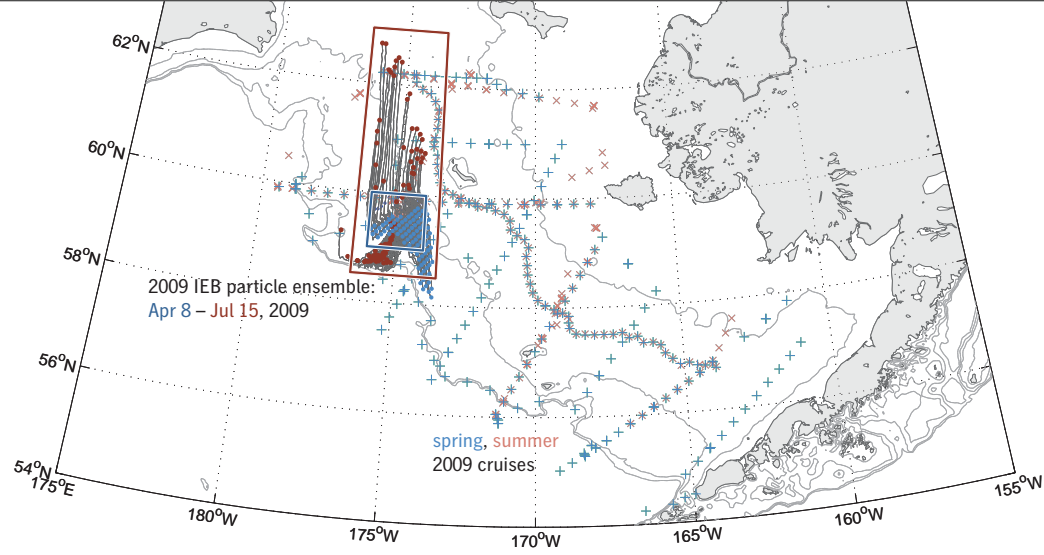 62°N
60°N
58°N
2009 IEB particle ensemble:
Apr 8 – Jul 15, 2009
56°N
spring, summer
2009 cruises
54°N
175°E
180°W
175°W
170°W
165°W
160°W
155°W